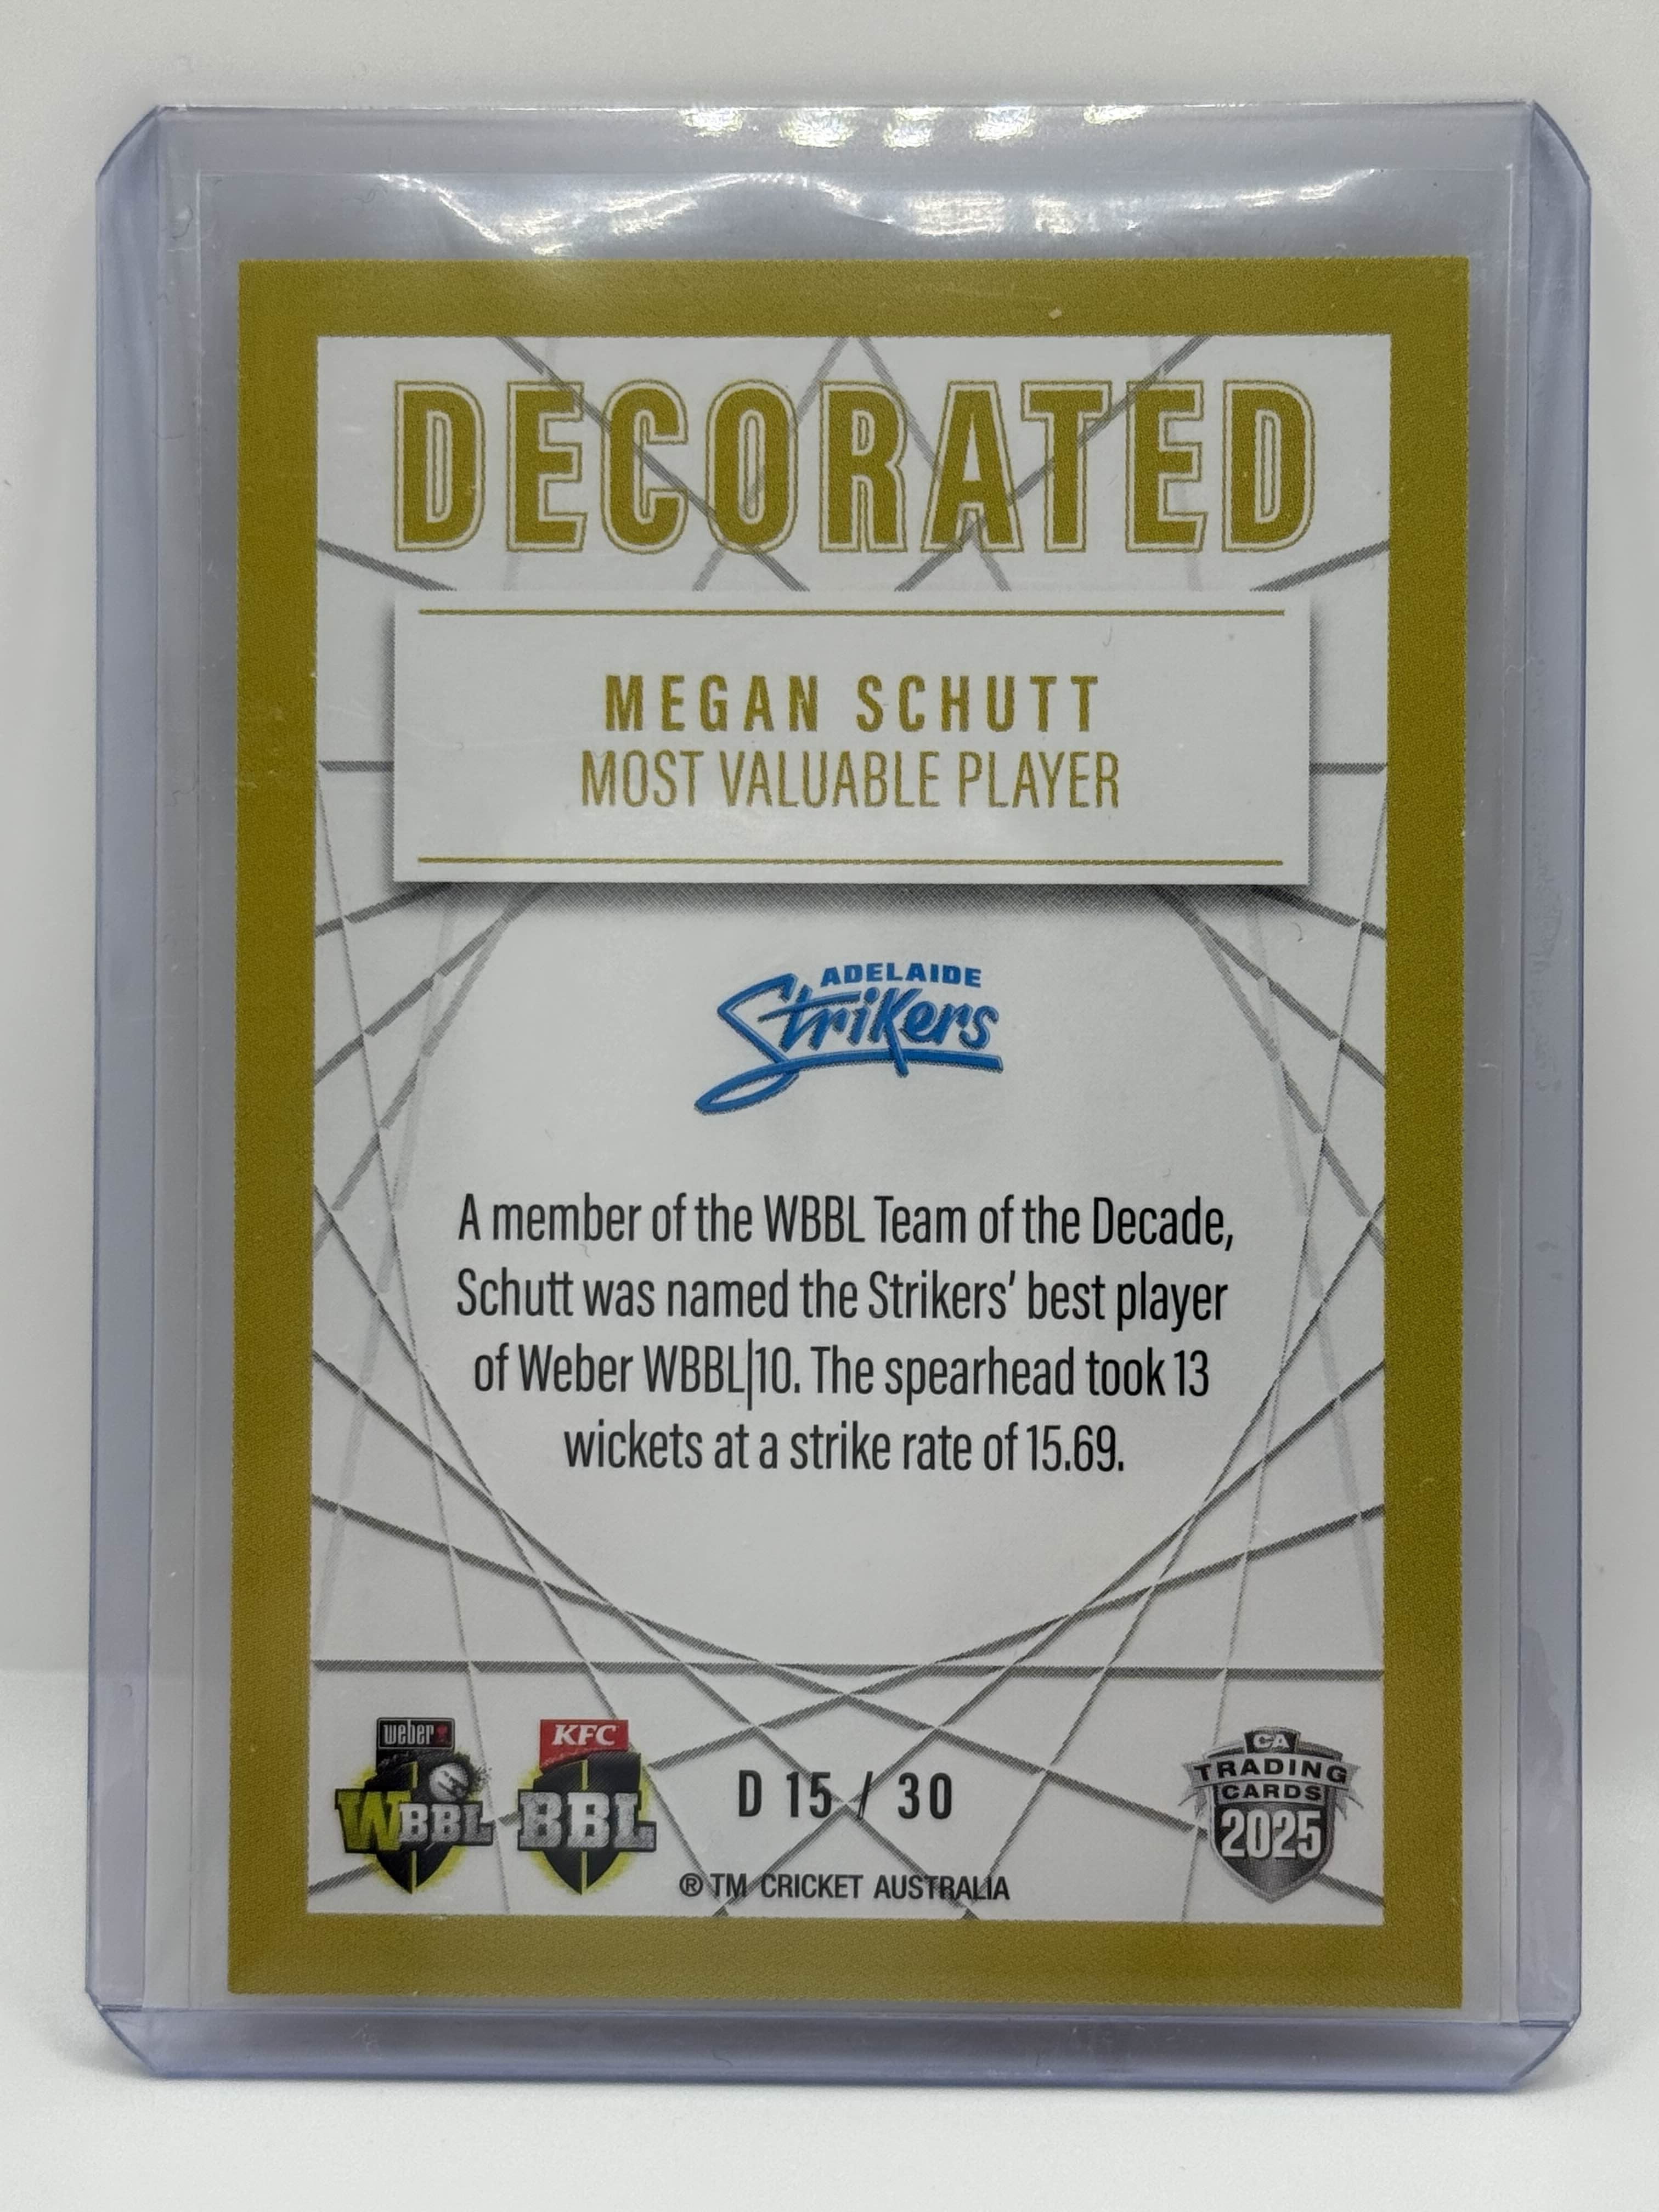 DECORATED
MEGAN SCHUTT
MOST VALUABLE PLAYER
ADELAIDE
Strikers
A member of the WBBL Team of the Decade,
Schutt was named the Strikers' best player
of Weber WBBL|10. The spearhead took 13
wickets at a strike rate of 15.69.
weber
WBBL
KFC
BBL
D 15 / 30
® TM CRICKET AUSTRALIA
CA
TRADING
CARDS
2025